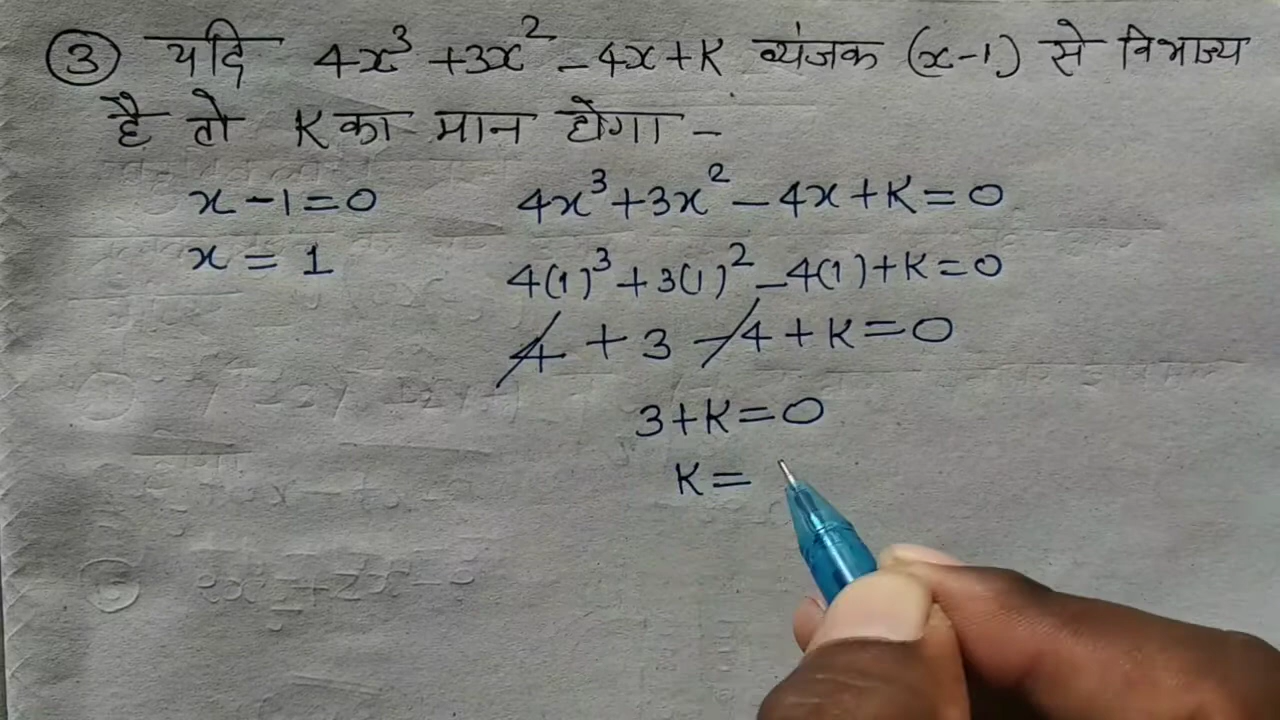 ③ यदि 4x³ + 3x² - 4x + K व्यंजक (x-1) से विभाज्य
है तो K का मान होगा -
x - 1 = 0
x = 1
4x³ + 3x² - 4x + K = 0
4(1)³ + 3(1)² - 4(1) + K = 0
4 + 3 - 4 + K = 0
3 + K = 0
K =